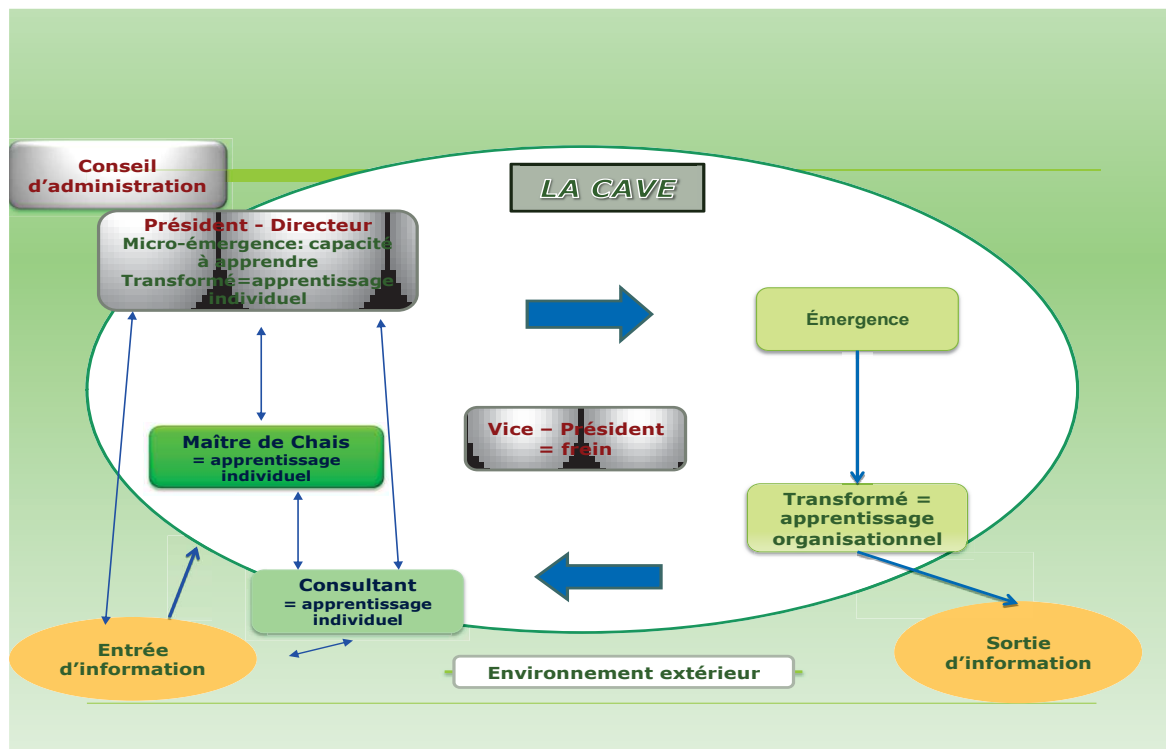 Conseil
d’administration
LA CAVE
Président - Directeur
Micro-émergence: capacité
à apprendre
Transformé=apprentissage
individuel
Émergence
Maître de Chais
= apprentissage
individuel
Vice – Président
= frein
Transformé =
apprentissage
organisationnel
Consultant
= apprentissage
individuel
Entrée
d’information
Environnement extérieur
Sortie
d’information